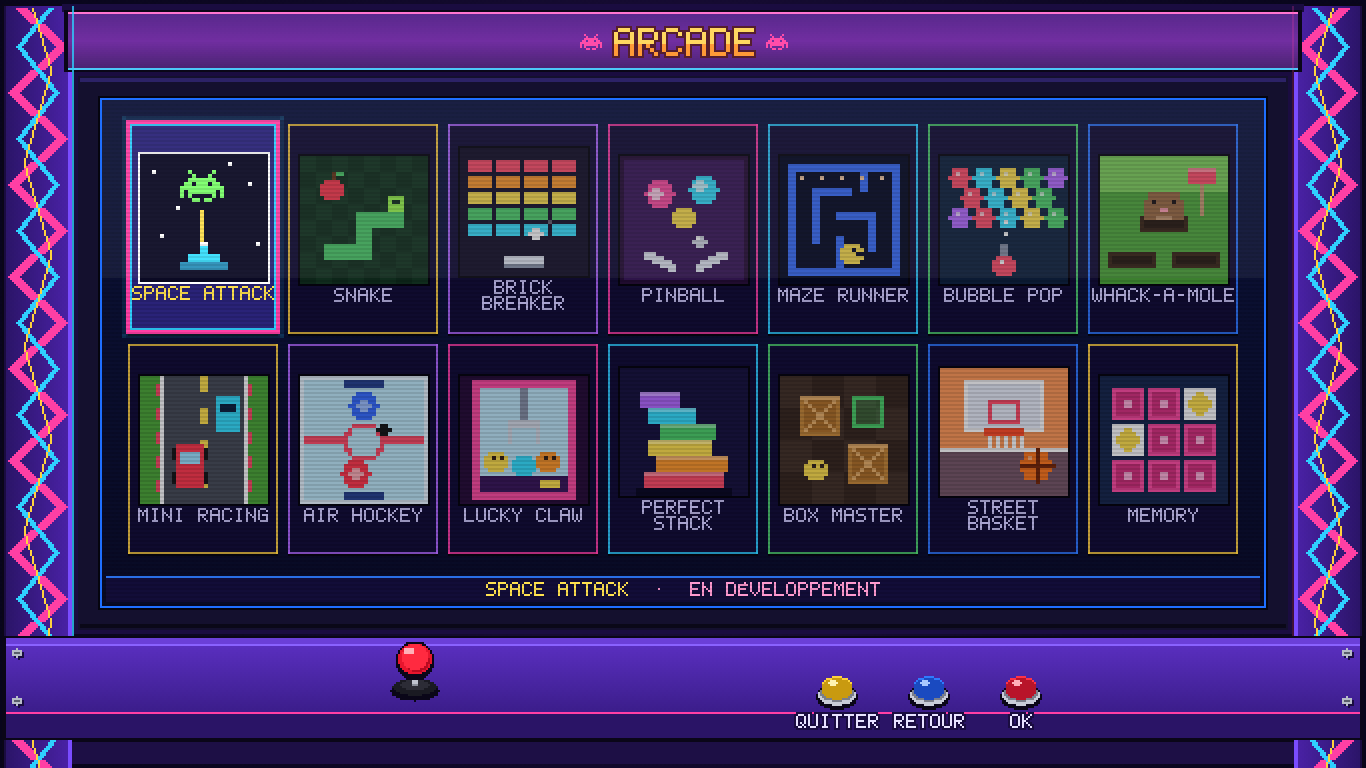 ARCADE
SPACE ATTACK
SNAKE
BRICK
BREAKER
PINBALL
MAZE RUNNER
BUBBLE POP
WHACK-A-MOLE
MINI RACING
AIR HOCKEY
LUCKY CLAW
PERFECT
STACK
BOX MASTER
STREET
BASKET
MEMORY
SPACE ATTACK · EN DÉVELOPPEMENT
QUITTER RETOUR OK